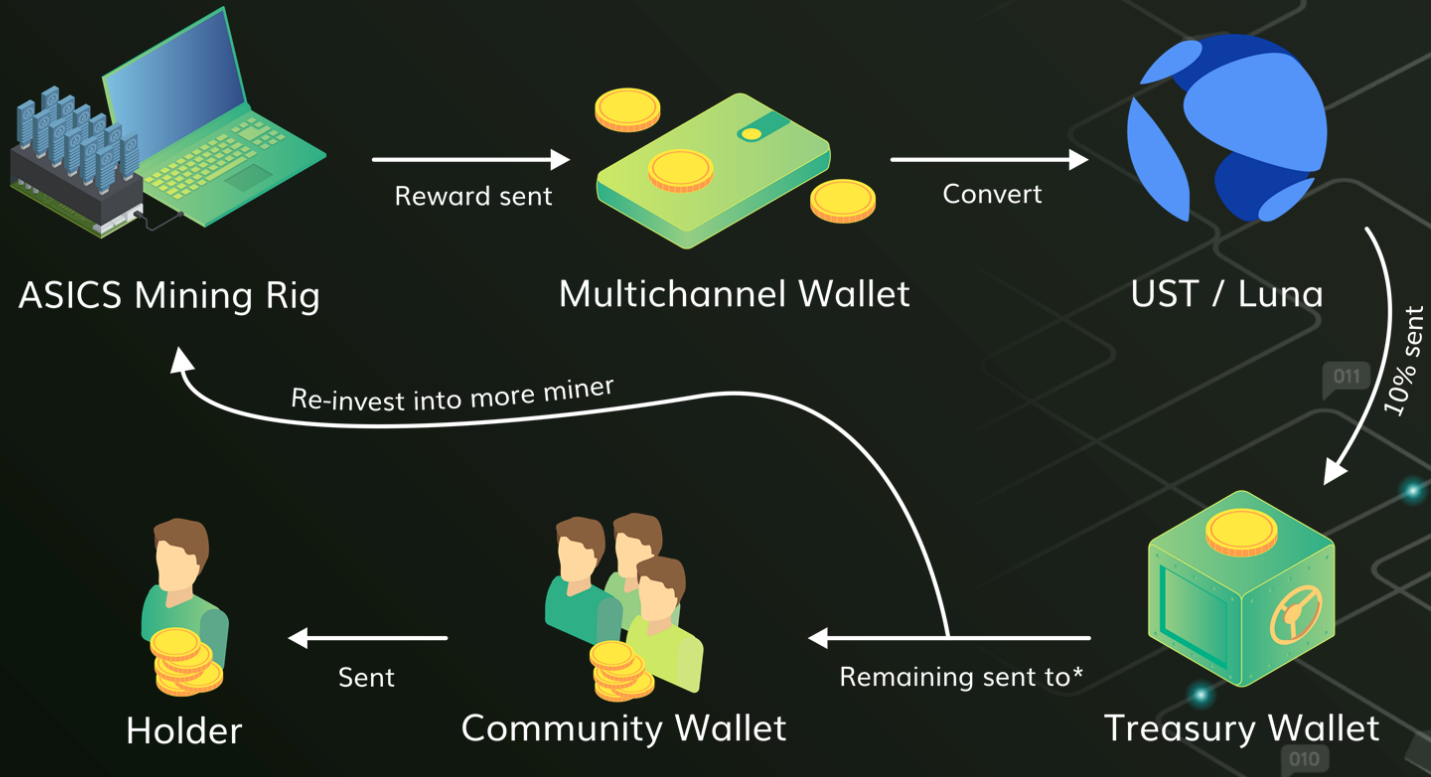 Reward sent
Convert
ASICS Mining Rig
Multichannel Wallet
UST / Luna
10% sent
011
Re-invest into more miner
Sent
Remaining sent to*
Holder
Community Wallet
Treasury Wallet
010